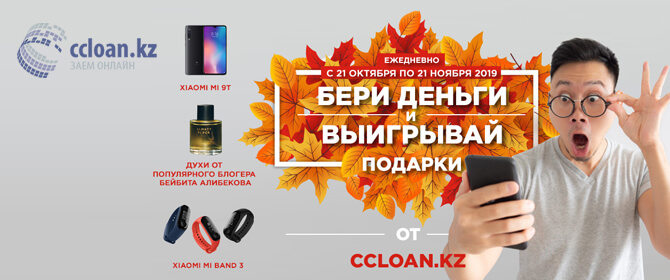 ccloan.kz
ЗАЕМ ОНЛАЙН
XIAOMI MI 9T
ДУХИ ОТ
ПОПУЛЯРНОГО БЛОГЕРА
БЕЙБИТА АЛИБЕКОВА
XIAOMI MI BAND 3
ЕЖЕДНЕВНО
С 21 ОКТЯБРЯ ПО 21 НОЯБРЯ 2019
БЕРИ ДЕНЬГИ
И
ВЫИГРЫВАЙ
ПОДАРКИ
ОТ
CCLOAN.KZ